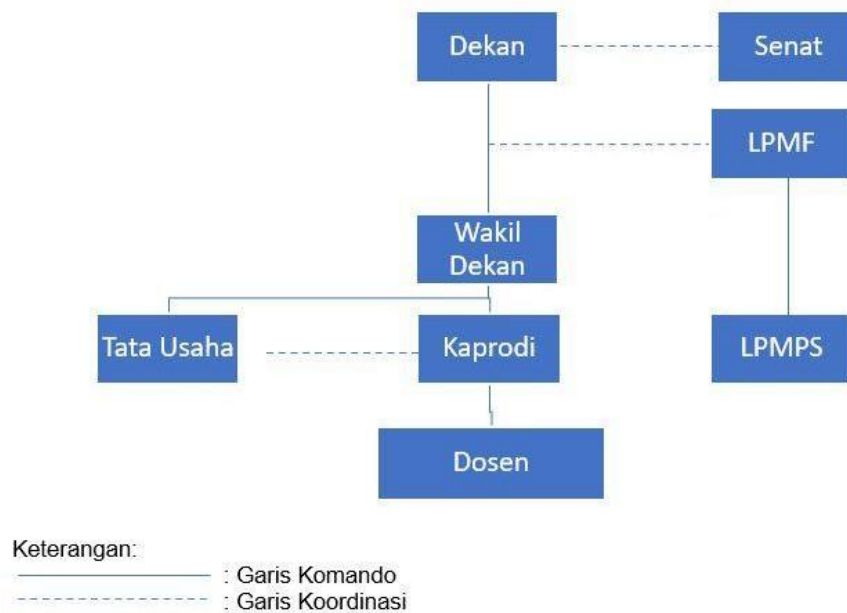 Dekan
Senat
LPMF
Wakil
Dekan
Tata Usaha
Kaprodi
LPMPS
Dosen
Keterangan:
: Garis Komando
: Garis Koordinasi